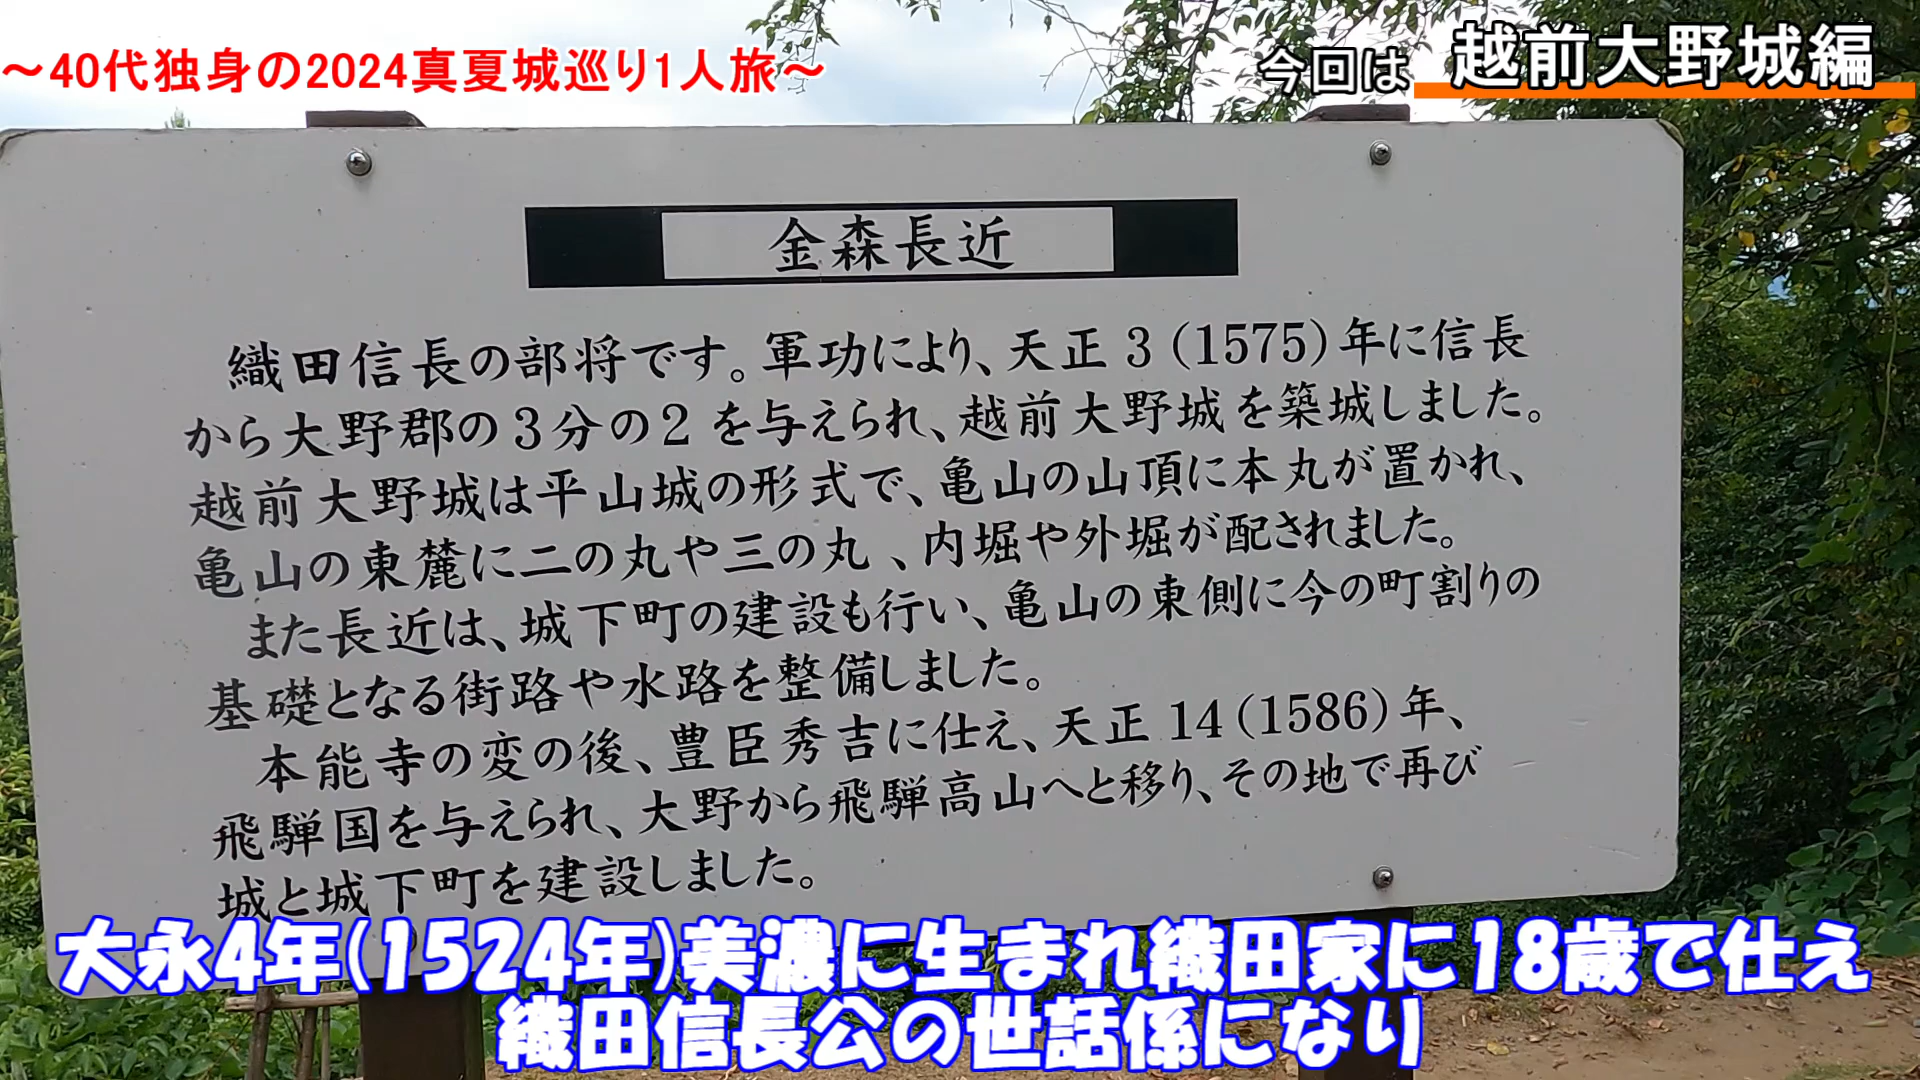 ～40代独身の2024真夏城巡り1人旅～
今回は 越前大野城編
金森長近
織田信長の部将です。軍功により、天正3(1575)年に信長
から大野郡の3分の2を与えられ、越前大野城を築城しました。
越前大野城は平山城の形式で、亀山の山頂に本丸が置かれ、
亀山の東麓に二の丸や三の丸、内堀や外堀が配されました。
また長近は、城下町の建設も行い、亀山の東側に今の町割りの
基礎となる街路や水路を整備しました。
本能寺の変の後、豊臣秀吉に仕え、天正14(1586)年、
飛騨国を与えられ、大野から飛騨高山へと移り、その地で再び
城と城下町を建設しました。
大永4年(1524年)美濃に生まれ織田家に18歳で仕え
織田信長公の世話係になり